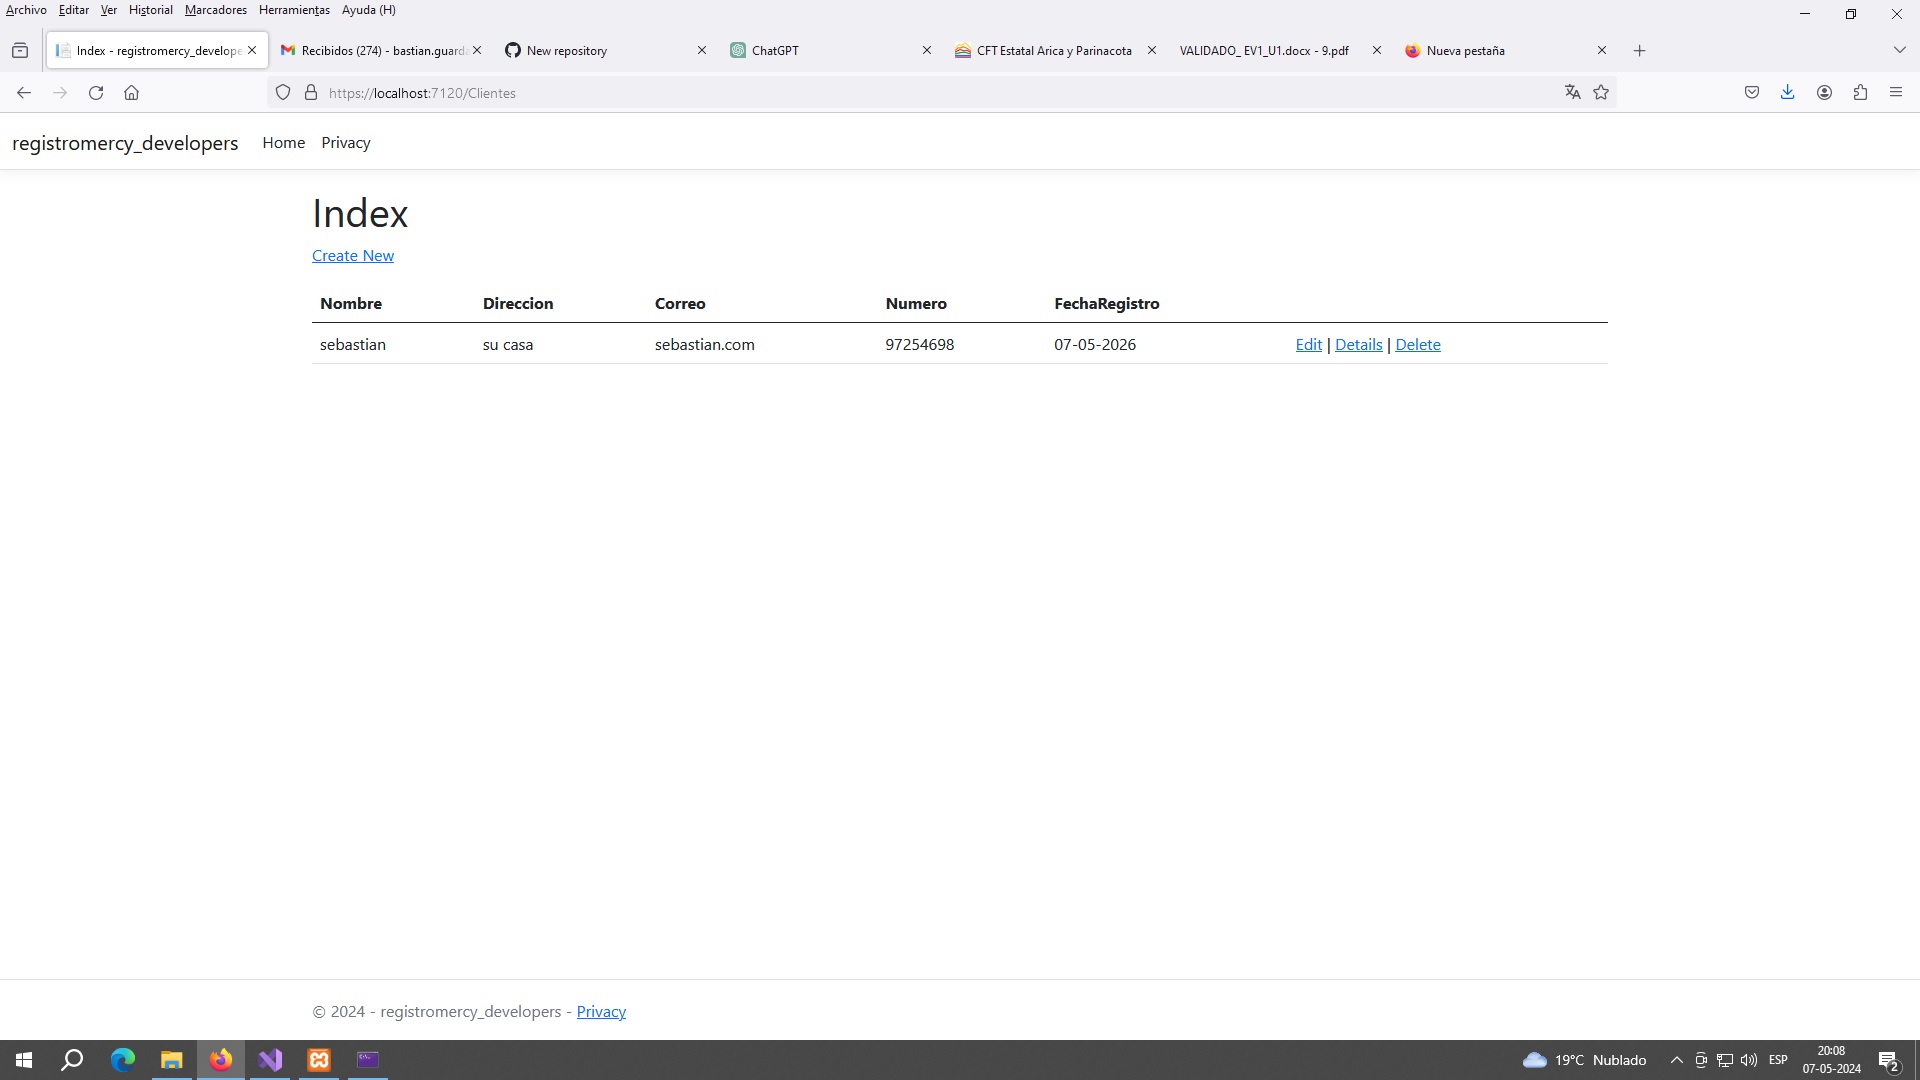 Archivo Editar Ver Historial Marcadores Herramientas Ayuda (H)
Index - registromercy_develope
Recibidos (274) - bastian.guarda
New repository
ChatGPT
CFT Estatal Arica y Parinacota
VALIDADO_ EV1_U1.docx - 9.pdf
Nueva pestaña
https://localhost:7120/Clientes
registromercy_developers Home Privacy
Index
Create New
Nombre Direccion Correo Numero FechaRegistro
sebastian su casa sebastian.com 97254698 07-05-2026 Edit | Details | Delete
© 2024 - registromercy_developers - Privacy
19°C Nublado ESP
20:08
07-05-2024
2